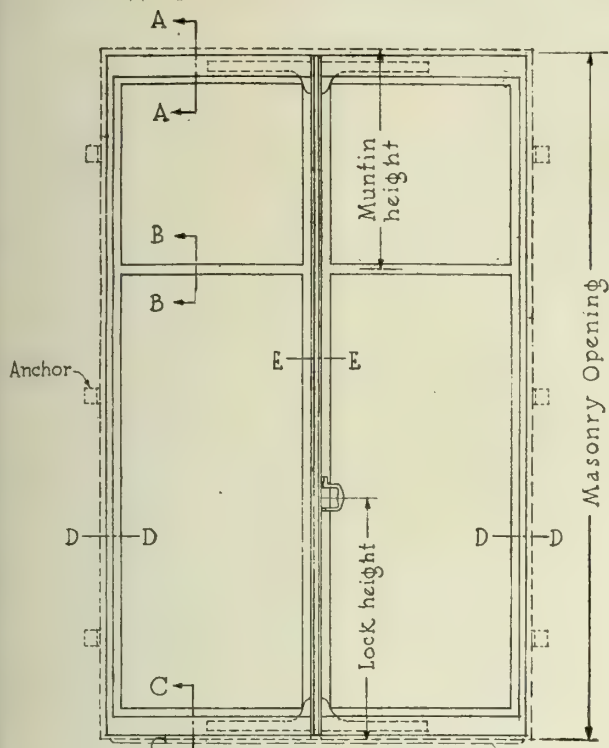 A
A
Muntin
height
B
B
Anchor
E E
Masonry Opening
D D
D D
Lock height
C
C